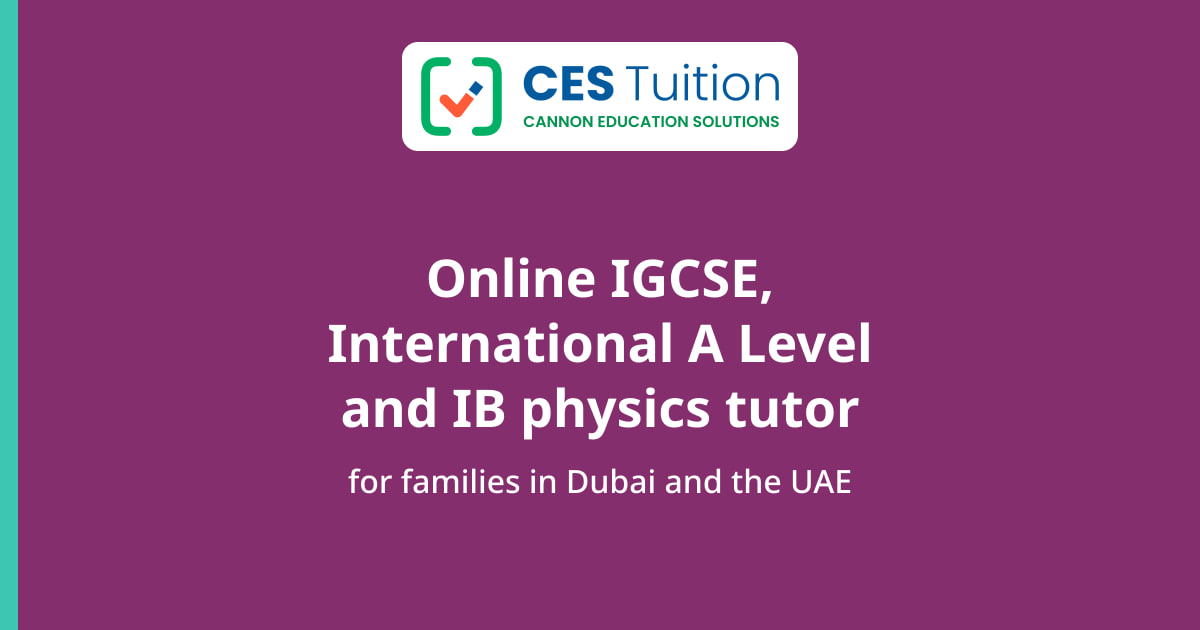 CES Tuition
CANNON EDUCATION SOLUTIONS
Online IGCSE,
International A Level
and IB physics tutor
for families in Dubai and the UAE